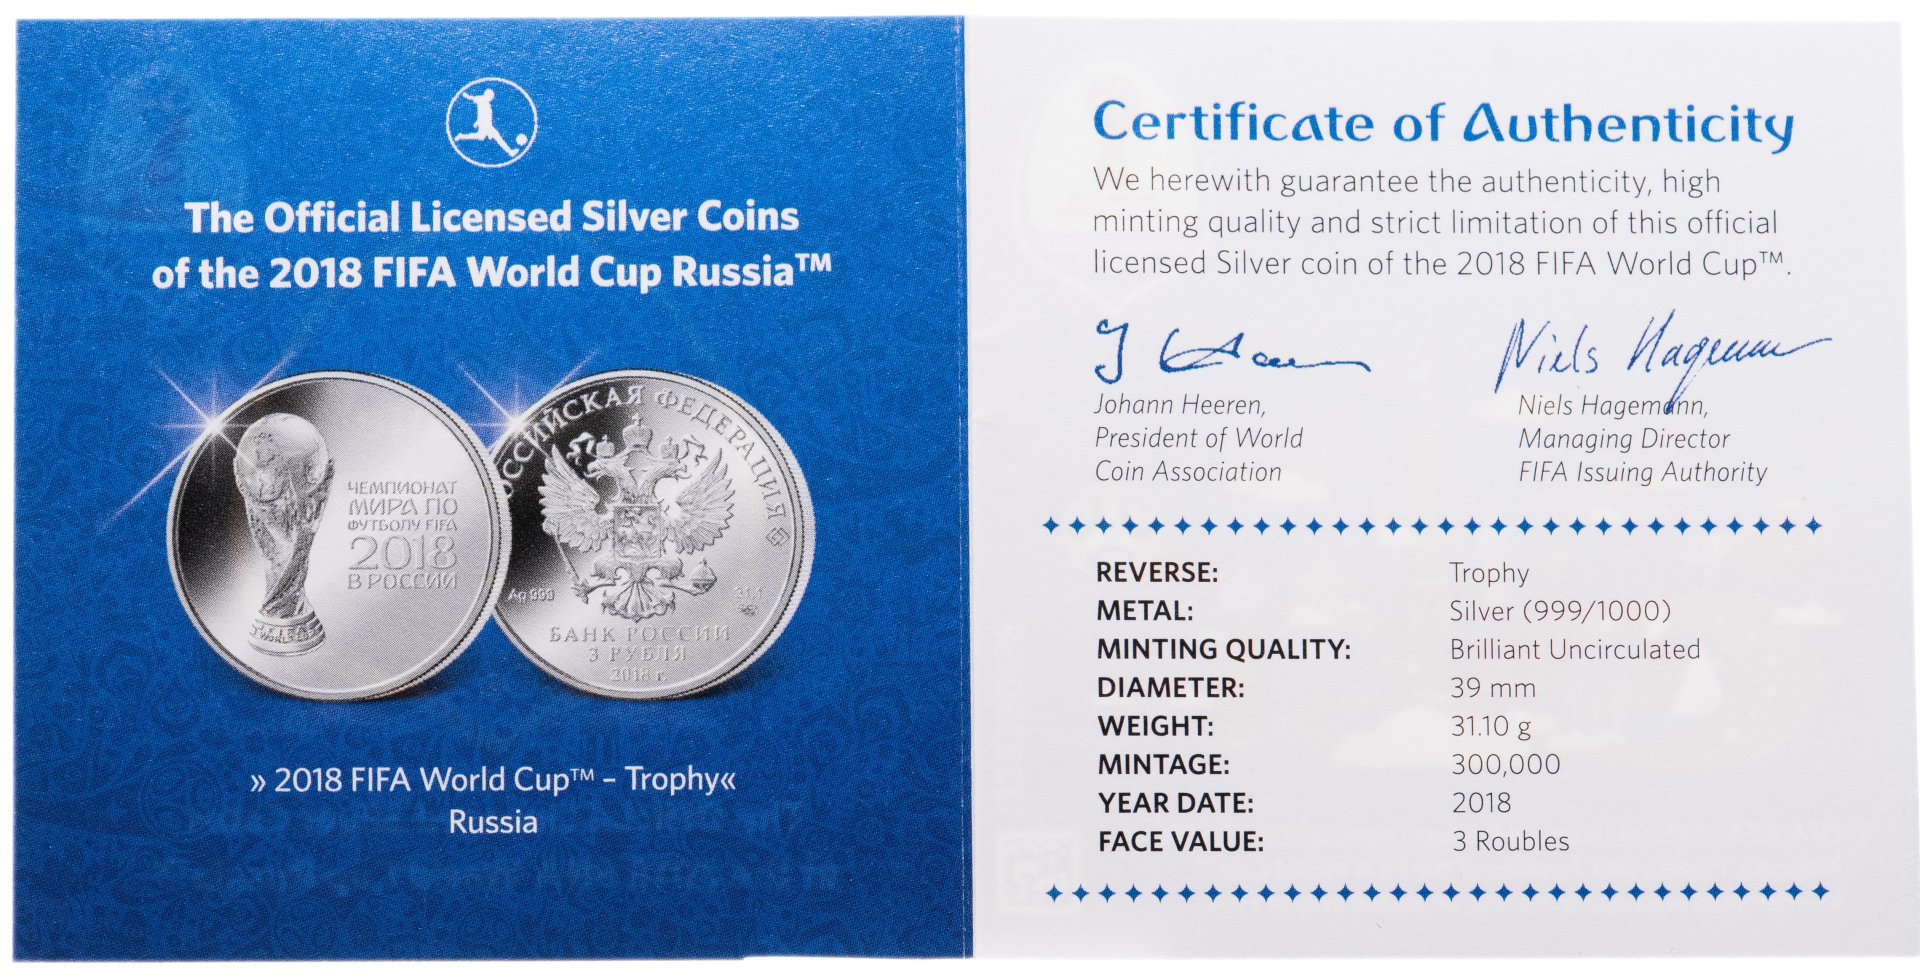 The Official Licensed Silver Coins
of the 2018 FIFA World Cup Russia™
ЧЕМПИОНАТ
МИРА ПО
ФУТБОЛУ FIFA
2018
В РОССИИ
РОССИЙСКАЯ ФЕДЕРАЦИЯ
Ag 999
31,1
БАНК РОССИИ
3 РУБЛЯ
2018 г.
» 2018 FIFA World Cup™ – Trophy«
Russia
Certificate of Authenticity
We herewith guarantee the authenticity, high
minting quality and strict limitation of this official
licensed Silver coin of the 2018 FIFA World Cup™.
Niels Hagemann
Johann Heeren,
President of World
Coin Association
Niels Hagemann,
Managing Director
FIFA Issuing Authority
REVERSE: Trophy
METAL: Silver (999/1000)
MINTING QUALITY: Brilliant Uncirculated
DIAMETER: 39 mm
WEIGHT: 31.10 g
MINTAGE: 300,000
YEAR DATE: 2018
FACE VALUE: 3 Roubles